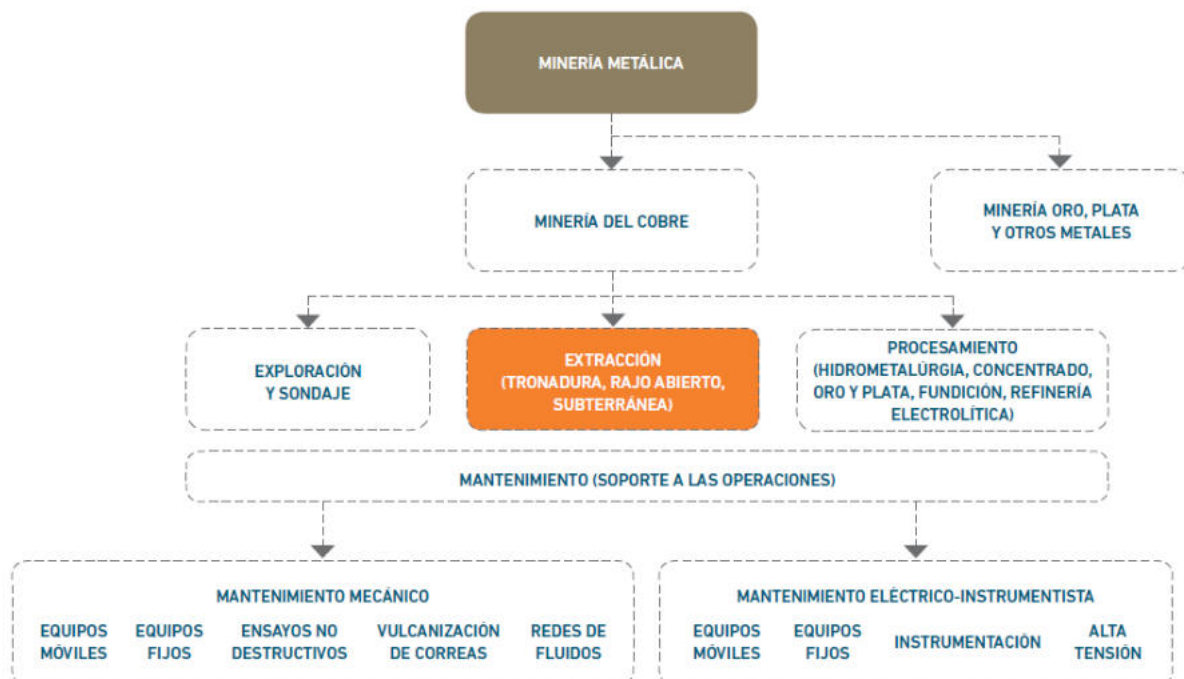 MINERÍA METÁLICA
MINERÍA DEL COBRE
MINERÍA ORO, PLATA
Y OTROS METALES
EXPLORACIÓN
Y SONDAJE
EXTRACCIÓN
(TRONADURA, RAJO ABIERTO,
SUBTERRÁNEA)
PROCESAMIENTO
(HIDROMETALÚRGIA, CONCENTRADO,
ORO Y PLATA, FUNDICIÓN, REFINERÍA
ELECTROLÍTICA)
MANTENIMIENTO (SOPORTE A LAS OPERACIONES)
MANTENIMIENTO MECÁNICO
EQUIPOS
MÓVILES
EQUIPOS
FIJOS
ENSAYOS NO
DESTRUCTIVOS
VULCANIZACIÓN
DE CORREAS
REDES DE
FLUIDOS
MANTENIMIENTO ELÉCTRICO-INSTRUMENTISTA
EQUIPOS
MÓVILES
EQUIPOS
FIJOS
INSTRUMENTACIÓN
ALTA
TENSIÓN